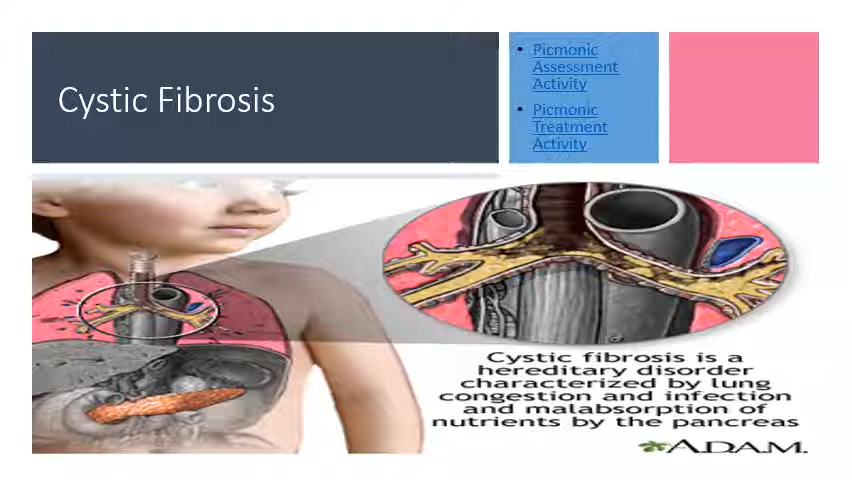 Cystic Fibrosis
• Picmonic
Assessment
Activity
• Picmonic
Treatment
Activity
Cystic fibrosis is a
hereditary disorder
characterized by lung
congestion and infection
and malabsorption of
nutrients by the pancreas
A.D.A.M.